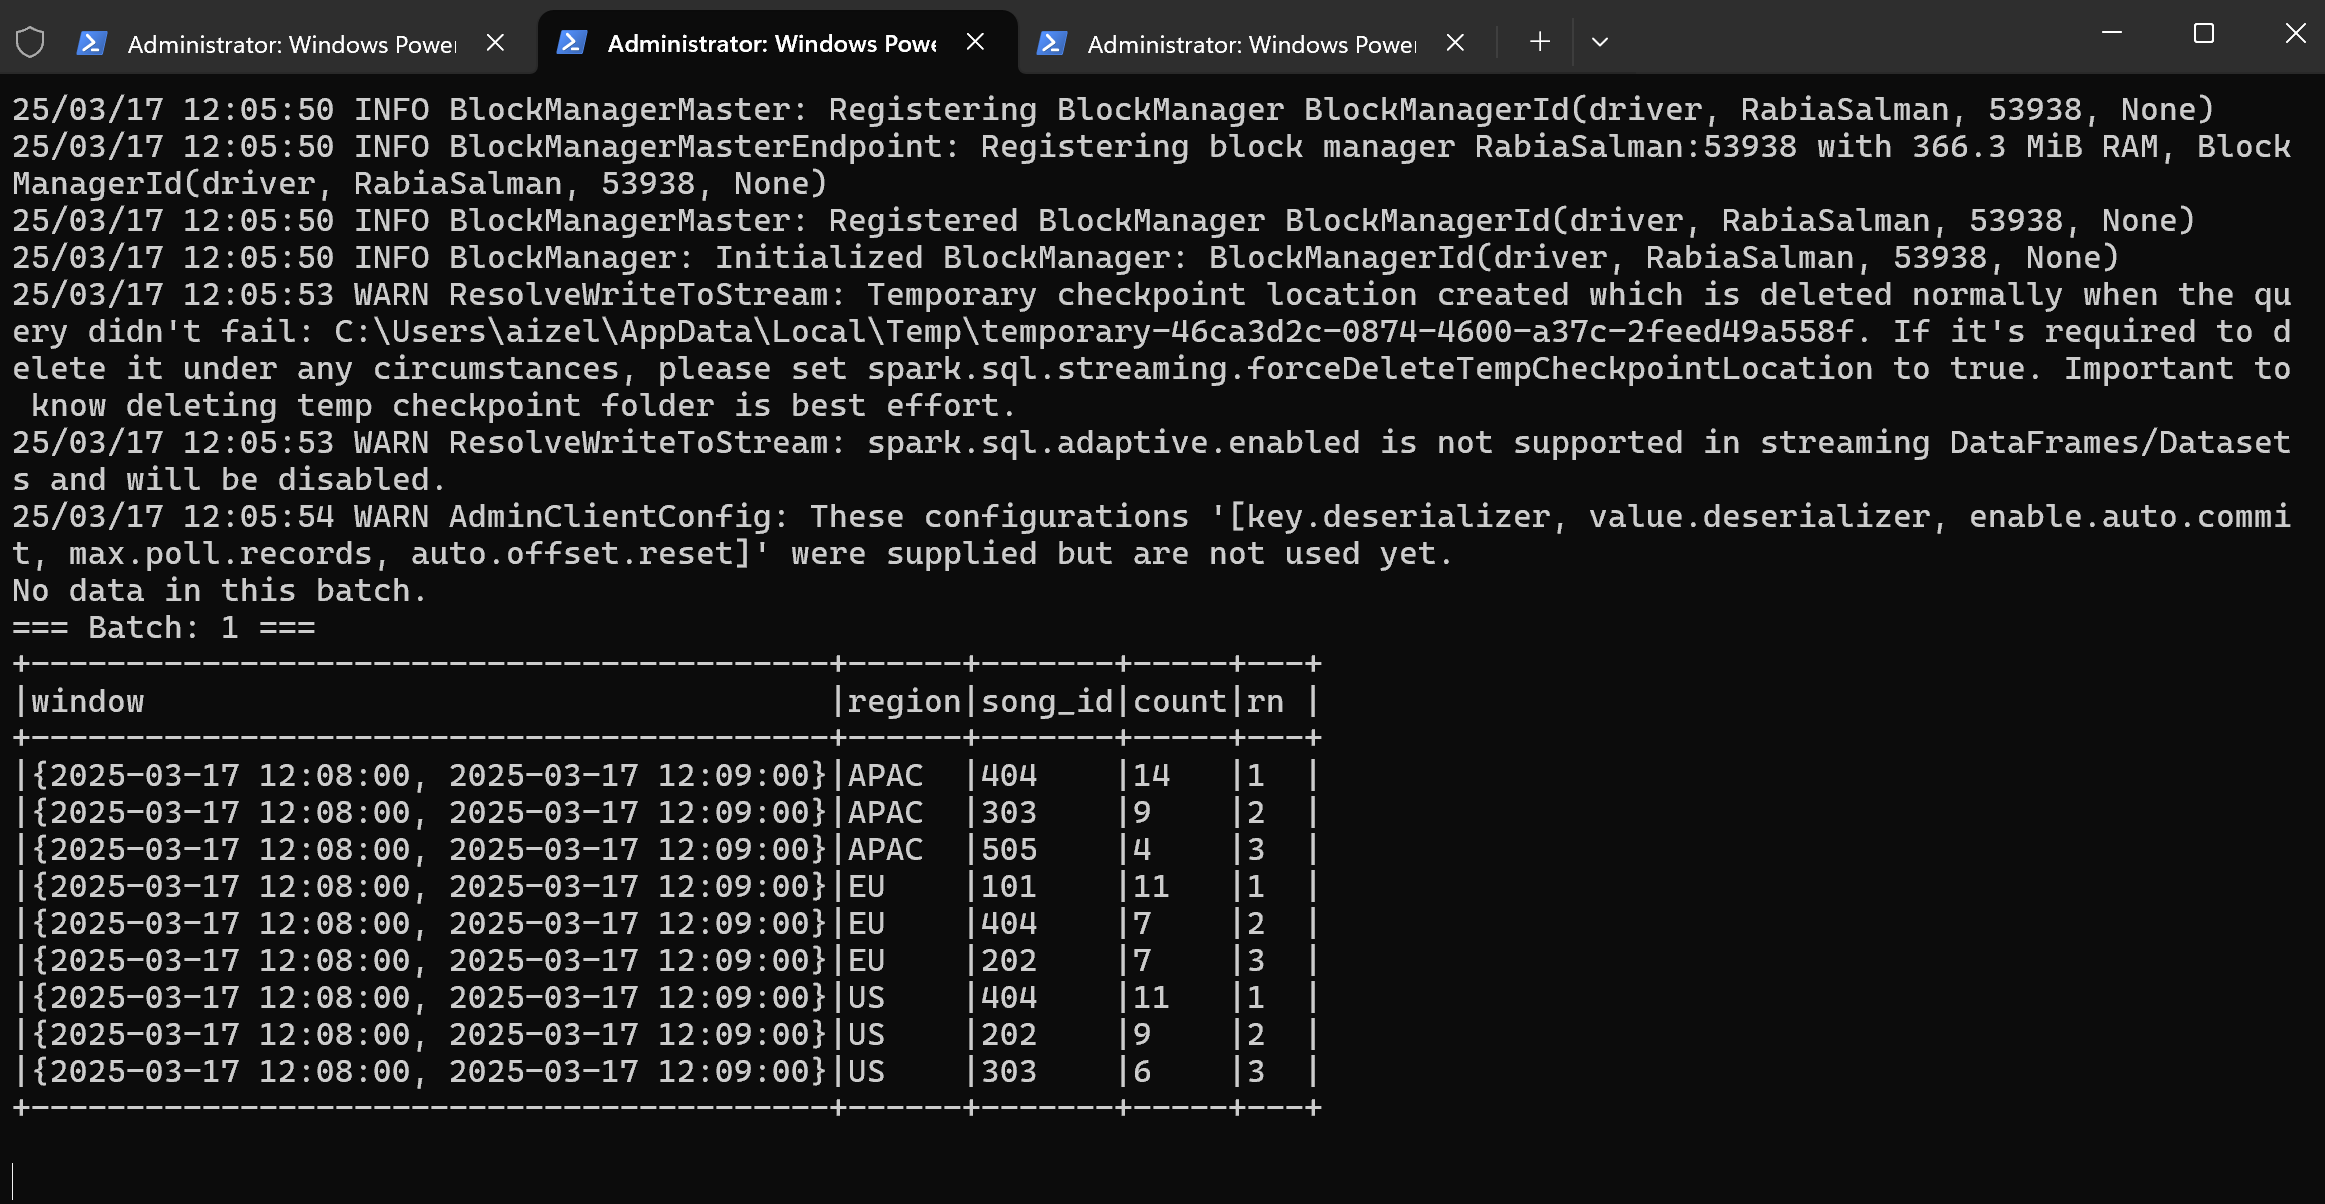 Administrator: Windows Power
Administrator: Windows Powe
Administrator: Windows Power
25/03/17 12:05:50 INFO BlockManagerMaster: Registering BlockManager BlockManagerId(driver, RabiaSalman, 53938, None)
25/03/17 12:05:50 INFO BlockManagerMasterEndpoint: Registering block manager RabiaSalman:53938 with 366.3 MiB RAM, Block
ManagerId(driver, RabiaSalman, 53938, None)
25/03/17 12:05:50 INFO BlockManagerMaster: Registered BlockManager BlockManagerId(driver, RabiaSalman, 53938, None)
25/03/17 12:05:50 INFO BlockManager: Initialized BlockManager: BlockManagerId(driver, RabiaSalman, 53938, None)
25/03/17 12:05:53 WARN ResolveWriteToStream: Temporary checkpoint location created which is deleted normally when the qu
ery didn't fail: C:\Users\aizel\AppData\Local\Temp\temporary-46ca3d2c-0874-4600-a37c-2feed49a558f. If it's required to d
elete it under any circumstances, please set spark.sql.streaming.forceDeleteTempCheckpointLocation to true. Important to
 know deleting temp checkpoint folder is best effort.
25/03/17 12:05:53 WARN ResolveWriteToStream: spark.sql.adaptive.enabled is not supported in streaming DataFrames/Dataset
s and will be disabled.
25/03/17 12:05:54 WARN AdminClientConfig: These configurations '[key.deserializer, value.deserializer, enable.auto.commi
t, max.poll.records, auto.offset.reset]' were supplied but are not used yet.
No data in this batch.
=== Batch: 1 ===
+------------------------------------------+------+-------+-----+---+
|window                                    |region|song_id|count|rn |
+------------------------------------------+------+-------+-----+---+
|{2025-03-17 12:08:00, 2025-03-17 12:09:00}|APAC  |404    |14   |1  |
|{2025-03-17 12:08:00, 2025-03-17 12:09:00}|APAC  |303    |9    |2  |
|{2025-03-17 12:08:00, 2025-03-17 12:09:00}|APAC  |505    |4    |3  |
|{2025-03-17 12:08:00, 2025-03-17 12:09:00}|EU    |101    |11   |1  |
|{2025-03-17 12:08:00, 2025-03-17 12:09:00}|EU    |404    |7    |2  |
|{2025-03-17 12:08:00, 2025-03-17 12:09:00}|EU    |202    |7    |3  |
|{2025-03-17 12:08:00, 2025-03-17 12:09:00}|US    |404    |11   |1  |
|{2025-03-17 12:08:00, 2025-03-17 12:09:00}|US    |202    |9    |2  |
|{2025-03-17 12:08:00, 2025-03-17 12:09:00}|US    |303    |6    |3  |
+------------------------------------------+------+-------+-----+---+